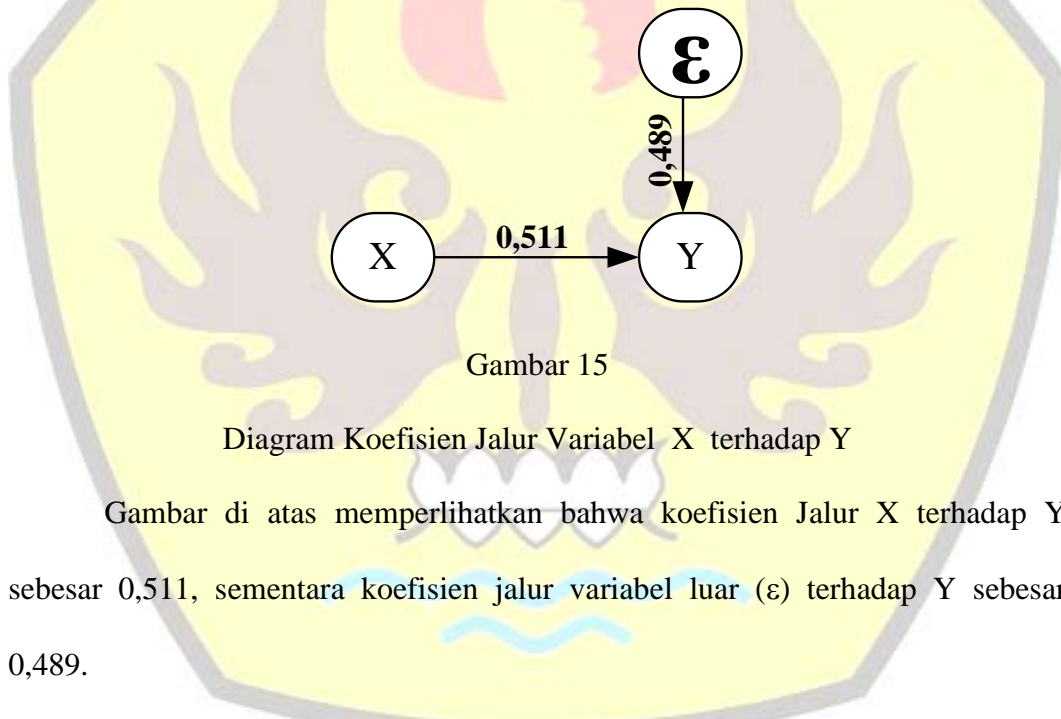 ε
0,489
X
0,511
Y
Gambar 15
Diagram Koefisien Jalur Variabel X terhadap Y
Gambar di atas memperlihatkan bahwa koefisien Jalur X terhadap Y
sebesar 0,511, sementara koefisien jalur variabel luar (ε) terhadap Y sebesar
0,489.